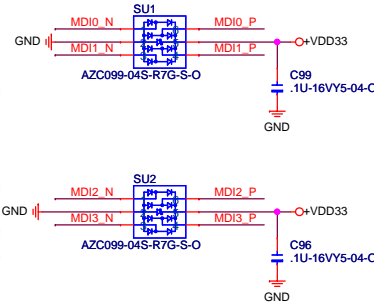 SU1
MDI0_N MDI0_P
GND +VDD33
MDI1_N MDI1_P
AZC099-04S-R7G-S-O
C99
.1U-16VY5-04-O
GND
SU2
MDI2_N MDI2_P
GND +VDD33
MDI3_N MDI3_P
AZC099-04S-R7G-S-O
C96
.1U-16VY5-04-O
GND